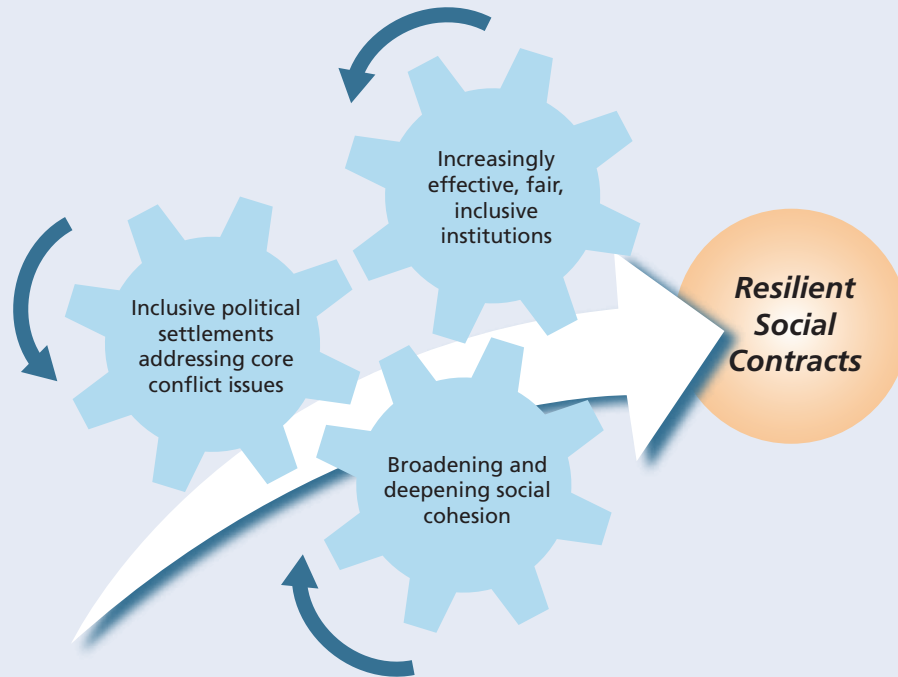 Increasingly
effective, fair,
inclusive
institutions
Inclusive political
settlements
addressing core
conflict issues
Broadening and
deepening social
cohesion
Resilient
Social
Contracts